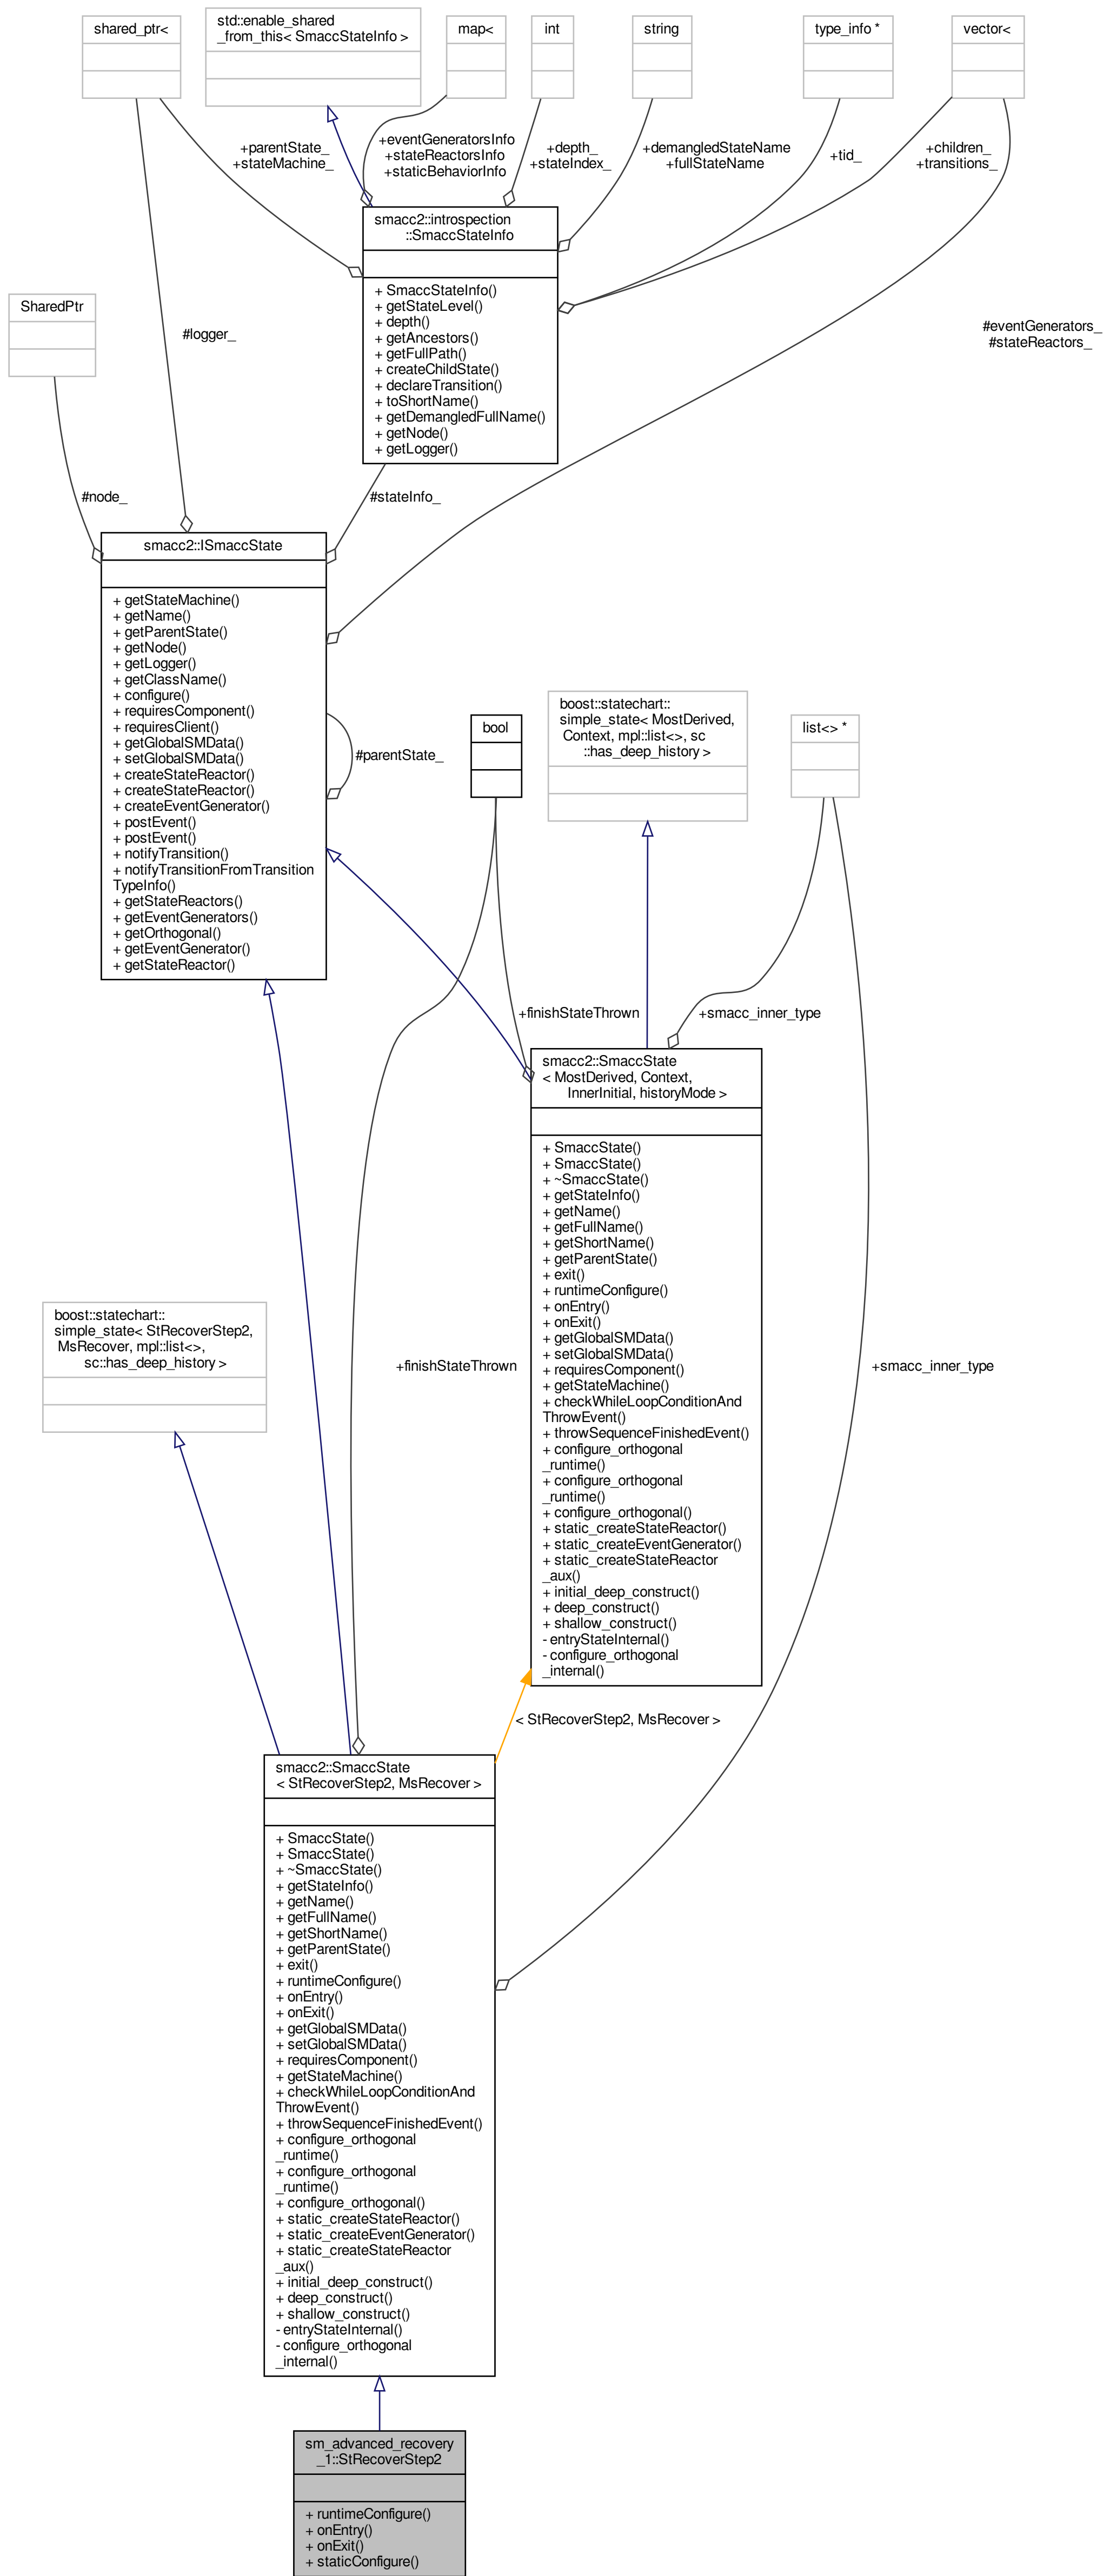 shared_ptr<
std::enable_shared
_from_this< SmaccStateInfo >
map<
int
string
type_info *
vector<
+parentState_
+stateMachine_
+eventGeneratorsInfo
+stateReactorsInfo
+staticBehaviorInfo
+depth_
+stateIndex_
+demangledStateName
+fullStateName
+tid_
+children_
+transitions_
smacc2::introspection
::SmaccStateInfo
+ SmaccStateInfo()
+ getStateLevel()
+ depth()
+ getAncestors()
+ getFullPath()
+ createChildState()
+ declareTransition()
+ toShortName()
+ getDemangledFullName()
+ getNode()
+ getLogger()
SharedPtr
#logger_
#eventGenerators_
#stateReactors_
#node_
#stateInfo_
smacc2::ISmaccState
+ getStateMachine()
+ getName()
+ getParentState()
+ getNode()
+ getLogger()
+ getClassName()
+ configure()
+ requiresComponent()
+ requiresClient()
+ getGlobalSMData()
+ setGlobalSMData()
+ createStateReactor()
+ createStateReactor()
+ createEventGenerator()
+ postEvent()
+ postEvent()
+ notifyTransition()
+ notifyTransitionFromTransition
TypeInfo()
+ getStateReactors()
+ getEventGenerators()
+ getOrthogonal()
+ getEventGenerator()
+ getStateReactor()
#parentState_
bool
boost::statechart::
simple_state< MostDerived,
Context, mpl::list<>, sc
::has_deep_history >
list<> *
+finishStateThrown
+smacc_inner_type
smacc2::SmaccState
< MostDerived, Context,
InnerInitial, historyMode >
+ SmaccState()
+ SmaccState()
+ ~SmaccState()
+ getStateInfo()
+ getName()
+ getFullName()
+ getShortName()
+ getParentState()
+ exit()
+ runtimeConfigure()
+ onEntry()
+ onExit()
+ getGlobalSMData()
+ setGlobalSMData()
+ requiresComponent()
+ getStateMachine()
+ checkWhileLoopConditionAnd
ThrowEvent()
+ throwSequenceFinishedEvent()
+ configure_orthogonal
_runtime()
+ configure_orthogonal
_runtime()
+ configure_orthogonal()
+ static_createStateReactor()
+ static_createEventGenerator()
+ static_createStateReactor
_aux()
+ initial_deep_construct()
+ deep_construct()
+ shallow_construct()
- entryStateInternal()
- configure_orthogonal
_internal()
boost::statechart::
simple_state< StRecoverStep2,
MsRecover, mpl::list<>,
sc::has_deep_history >
+finishStateThrown
+smacc_inner_type
< StRecoverStep2, MsRecover >
smacc2::SmaccState
< StRecoverStep2, MsRecover >
+ SmaccState()
+ SmaccState()
+ ~SmaccState()
+ getStateInfo()
+ getName()
+ getFullName()
+ getShortName()
+ getParentState()
+ exit()
+ runtimeConfigure()
+ onEntry()
+ onExit()
+ getGlobalSMData()
+ setGlobalSMData()
+ requiresComponent()
+ getStateMachine()
+ checkWhileLoopConditionAnd
ThrowEvent()
+ throwSequenceFinishedEvent()
+ configure_orthogonal
_runtime()
+ configure_orthogonal
_runtime()
+ configure_orthogonal()
+ static_createStateReactor()
+ static_createEventGenerator()
+ static_createStateReactor
_aux()
+ initial_deep_construct()
+ deep_construct()
+ shallow_construct()
- entryStateInternal()
- configure_orthogonal
_internal()
sm_advanced_recovery
_1::StRecoverStep2
+ runtimeConfigure()
+ onEntry()
+ onExit()
+ staticConfigure()